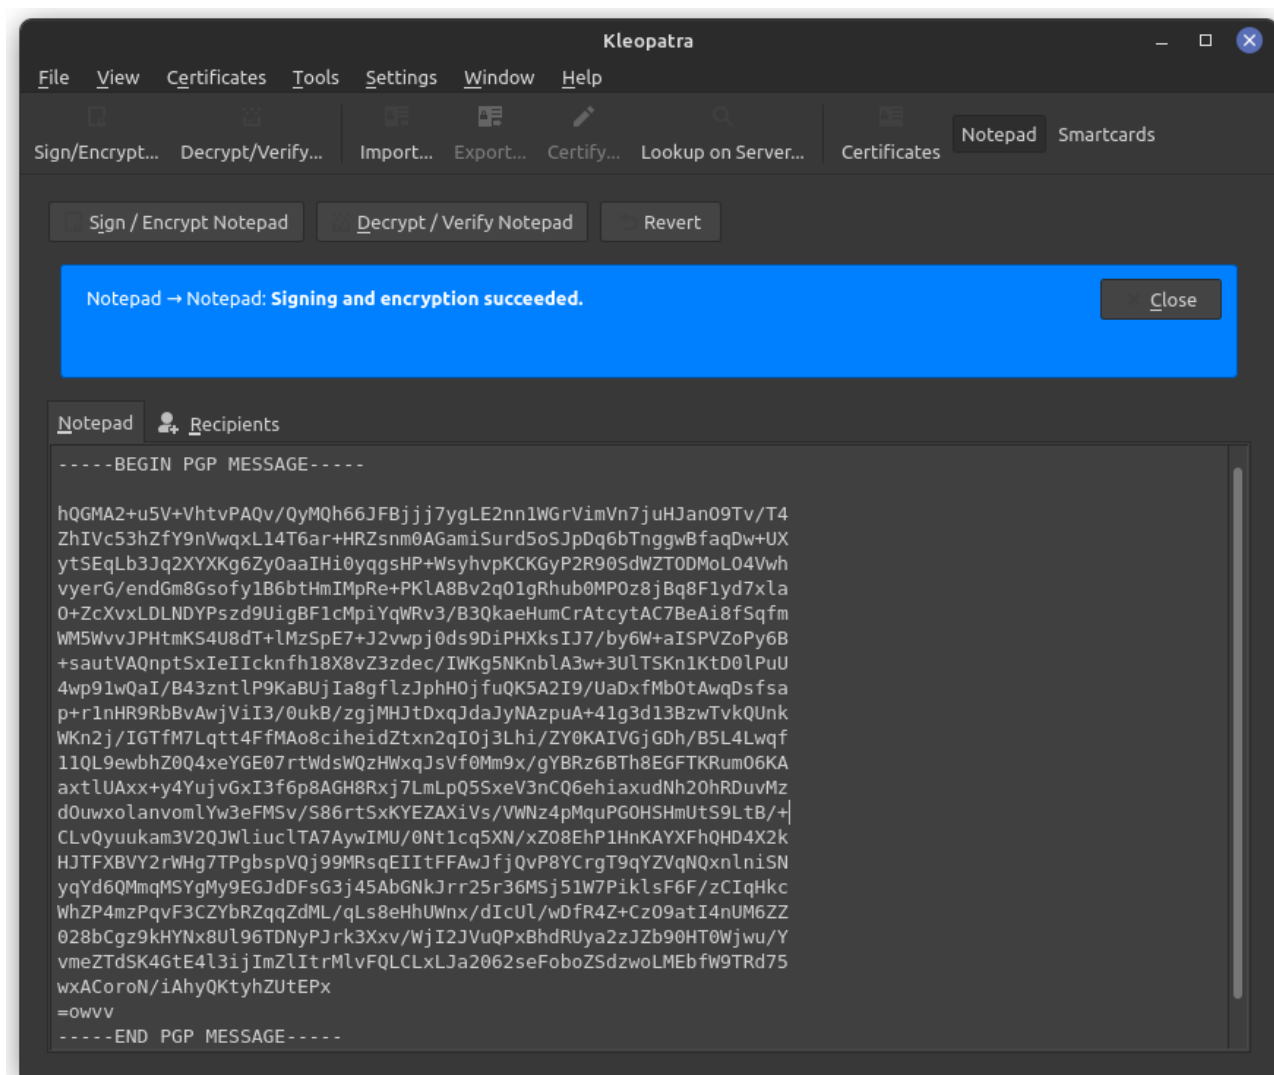 Kleopatra
File View Certificates Tools Settings Window Help
Sign/Encrypt... Decrypt/Verify... Import... Export... Certify... Lookup on Server... Certificates Notepad Smartcards
Sign / Encrypt Notepad Decrypt / Verify Notepad Revert
Notepad → Notepad: Signing and encryption succeeded. Close
Notepad Recipients
-----BEGIN PGP MESSAGE-----
hQGMA2+u5V+VhtvPAQv/QyMQh66JFBjjj7ygLE2nn1WGrVimVn7juHJanO9Tv/T4
ZhIVc53hZfY9nVwqxL14T6ar+HRZsnm0AGamiSurd5oSJpDq6bTnggwBfaqDw+UX
ytSEqLb3Jq2XYXKg6ZyOaaIHi0yqgsHP+WsyhvpKCKGyP2R90SdWZTODMoLO4Vwh
vyerG/endGm8Gsofy1B6btHmIMpRe+PKlA8Bv2qO1gRhub0MPOz8jBq8F1yd7xla
O+ZcXvxLDLNDYPszd9UigBF1cMpiYqWRv3/B3QkaeHumCrAtcytAC7BeAi8fSqfm
WM5WvvJPHtmKS4U8dT+lMzSpE7+J2vwpj0ds9DiPHXksIJ7/by6W+aISPVZoPy6B
+sautVAQnptSxIeIIcknfh18X8vZ3zdec/IWKg5NKnblA3w+3UlTSKn1KtD0lPuU
4wp91wQaI/B43zntlP9KaBUjIa8gflzJphHOjfuQK5A2I9/UaDxfMbOtAwqDsfsa
p+r1nHR9RbBvAwjViI3/0ukB/zgjMHJtDxqJdaJyNAzpuA+41g3d13BzwTvkQUnk
WKn2j/IGTfM7Lqtt4FfMAo8ciheidZtxn2qIOj3Lhi/ZY0KAIVGjGDh/B5L4Lwqf
11QL9ewbhZ0Q4xeYGE07rtWdsWQzHWxqJsVf0Mm9x/gYBRz6BTh8EGFTKRumO6KA
axtlUAxx+y4YujvGxI3f6p8AGH8Rxj7LmLpQ5SxeV3nCQ6ehiaxudNh2OhRDuvMz
dOuwxolanvomlYw3eFMSv/S86rtSxKYEZAXiVs/VWNz4pMquPGOHSHmUtS9LtB/+
CLvQyuukam3V2QJWliuclTA7AywIMU/0Nt1cq5XN/xZO8EhP1HnKAYXFhQHD4X2k
HJTFXBVY2rWHg7TPgbspVQj99MRsqEIItFFAwJfjQvP8YCrgT9qYZVqNQxnlniSN
yqYd6QMmqMSYgMy9EGJdDFsG3j45AbGNkJrr25r36MSj51W7PiklsF6F/zCIqHkc
WhZP4mzPqvF3CZYbRZqqZdML/qLs8eHhUWnx/dIcUl/wDfR4Z+CzO9atI4nUM6ZZ
028bCgz9kHYNx8Ul96TDNyPJrk3Xxv/WjI2JVuQPxBhdRUya2zJZb90HT0Wjwu/Y
vmeZTdSK4GtE4l3ijImZlItrMlvFQLCLxLJa2062seFoboZSdzwoLMEbfW9TRd75
wxACoroN/iAhyQKtyhZUtEPx
=owvv
-----END PGP MESSAGE-----